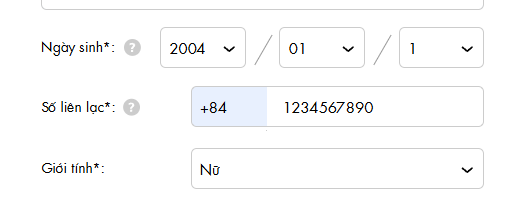 Ngày sinh*: ? 2004 / 01 / 1
Số liên lạc*: ? +84 1234567890
Giới tính*: Nữ